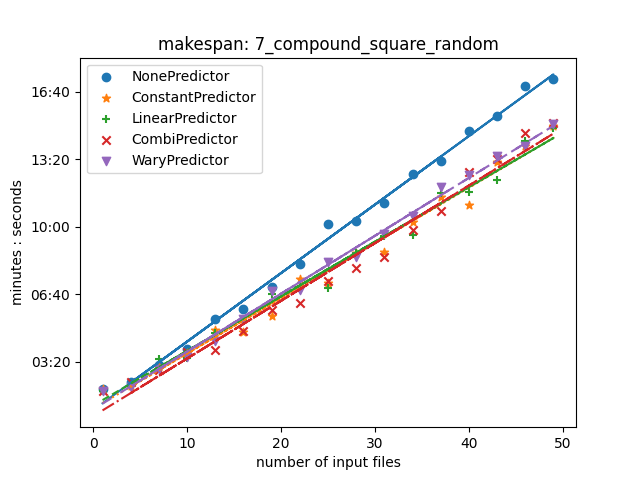 makespan: 7_compound_square_random
NonePredictor
ConstantPredictor
LinearPredictor
CombiPredictor
WaryPredictor
16:40
13:20
10:00
06:40
03:20
minutes : seconds
0 10 20 30 40 50
number of input files